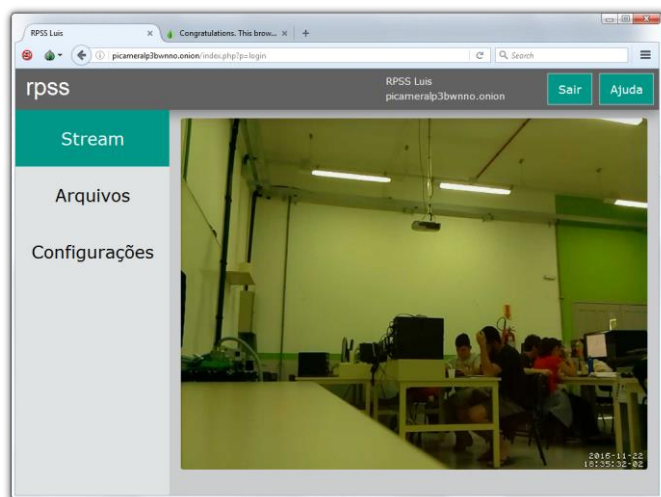 RPSS Luis
Congratulations. This brow...
picameralp3bwnno.onion/index.php?p=login
Search
rpss
RPSS Luis
picameralp3bwnno.onion
Sair
Ajuda
Stream
Arquivos
Configurações
2016-11-22
18:35:32-02